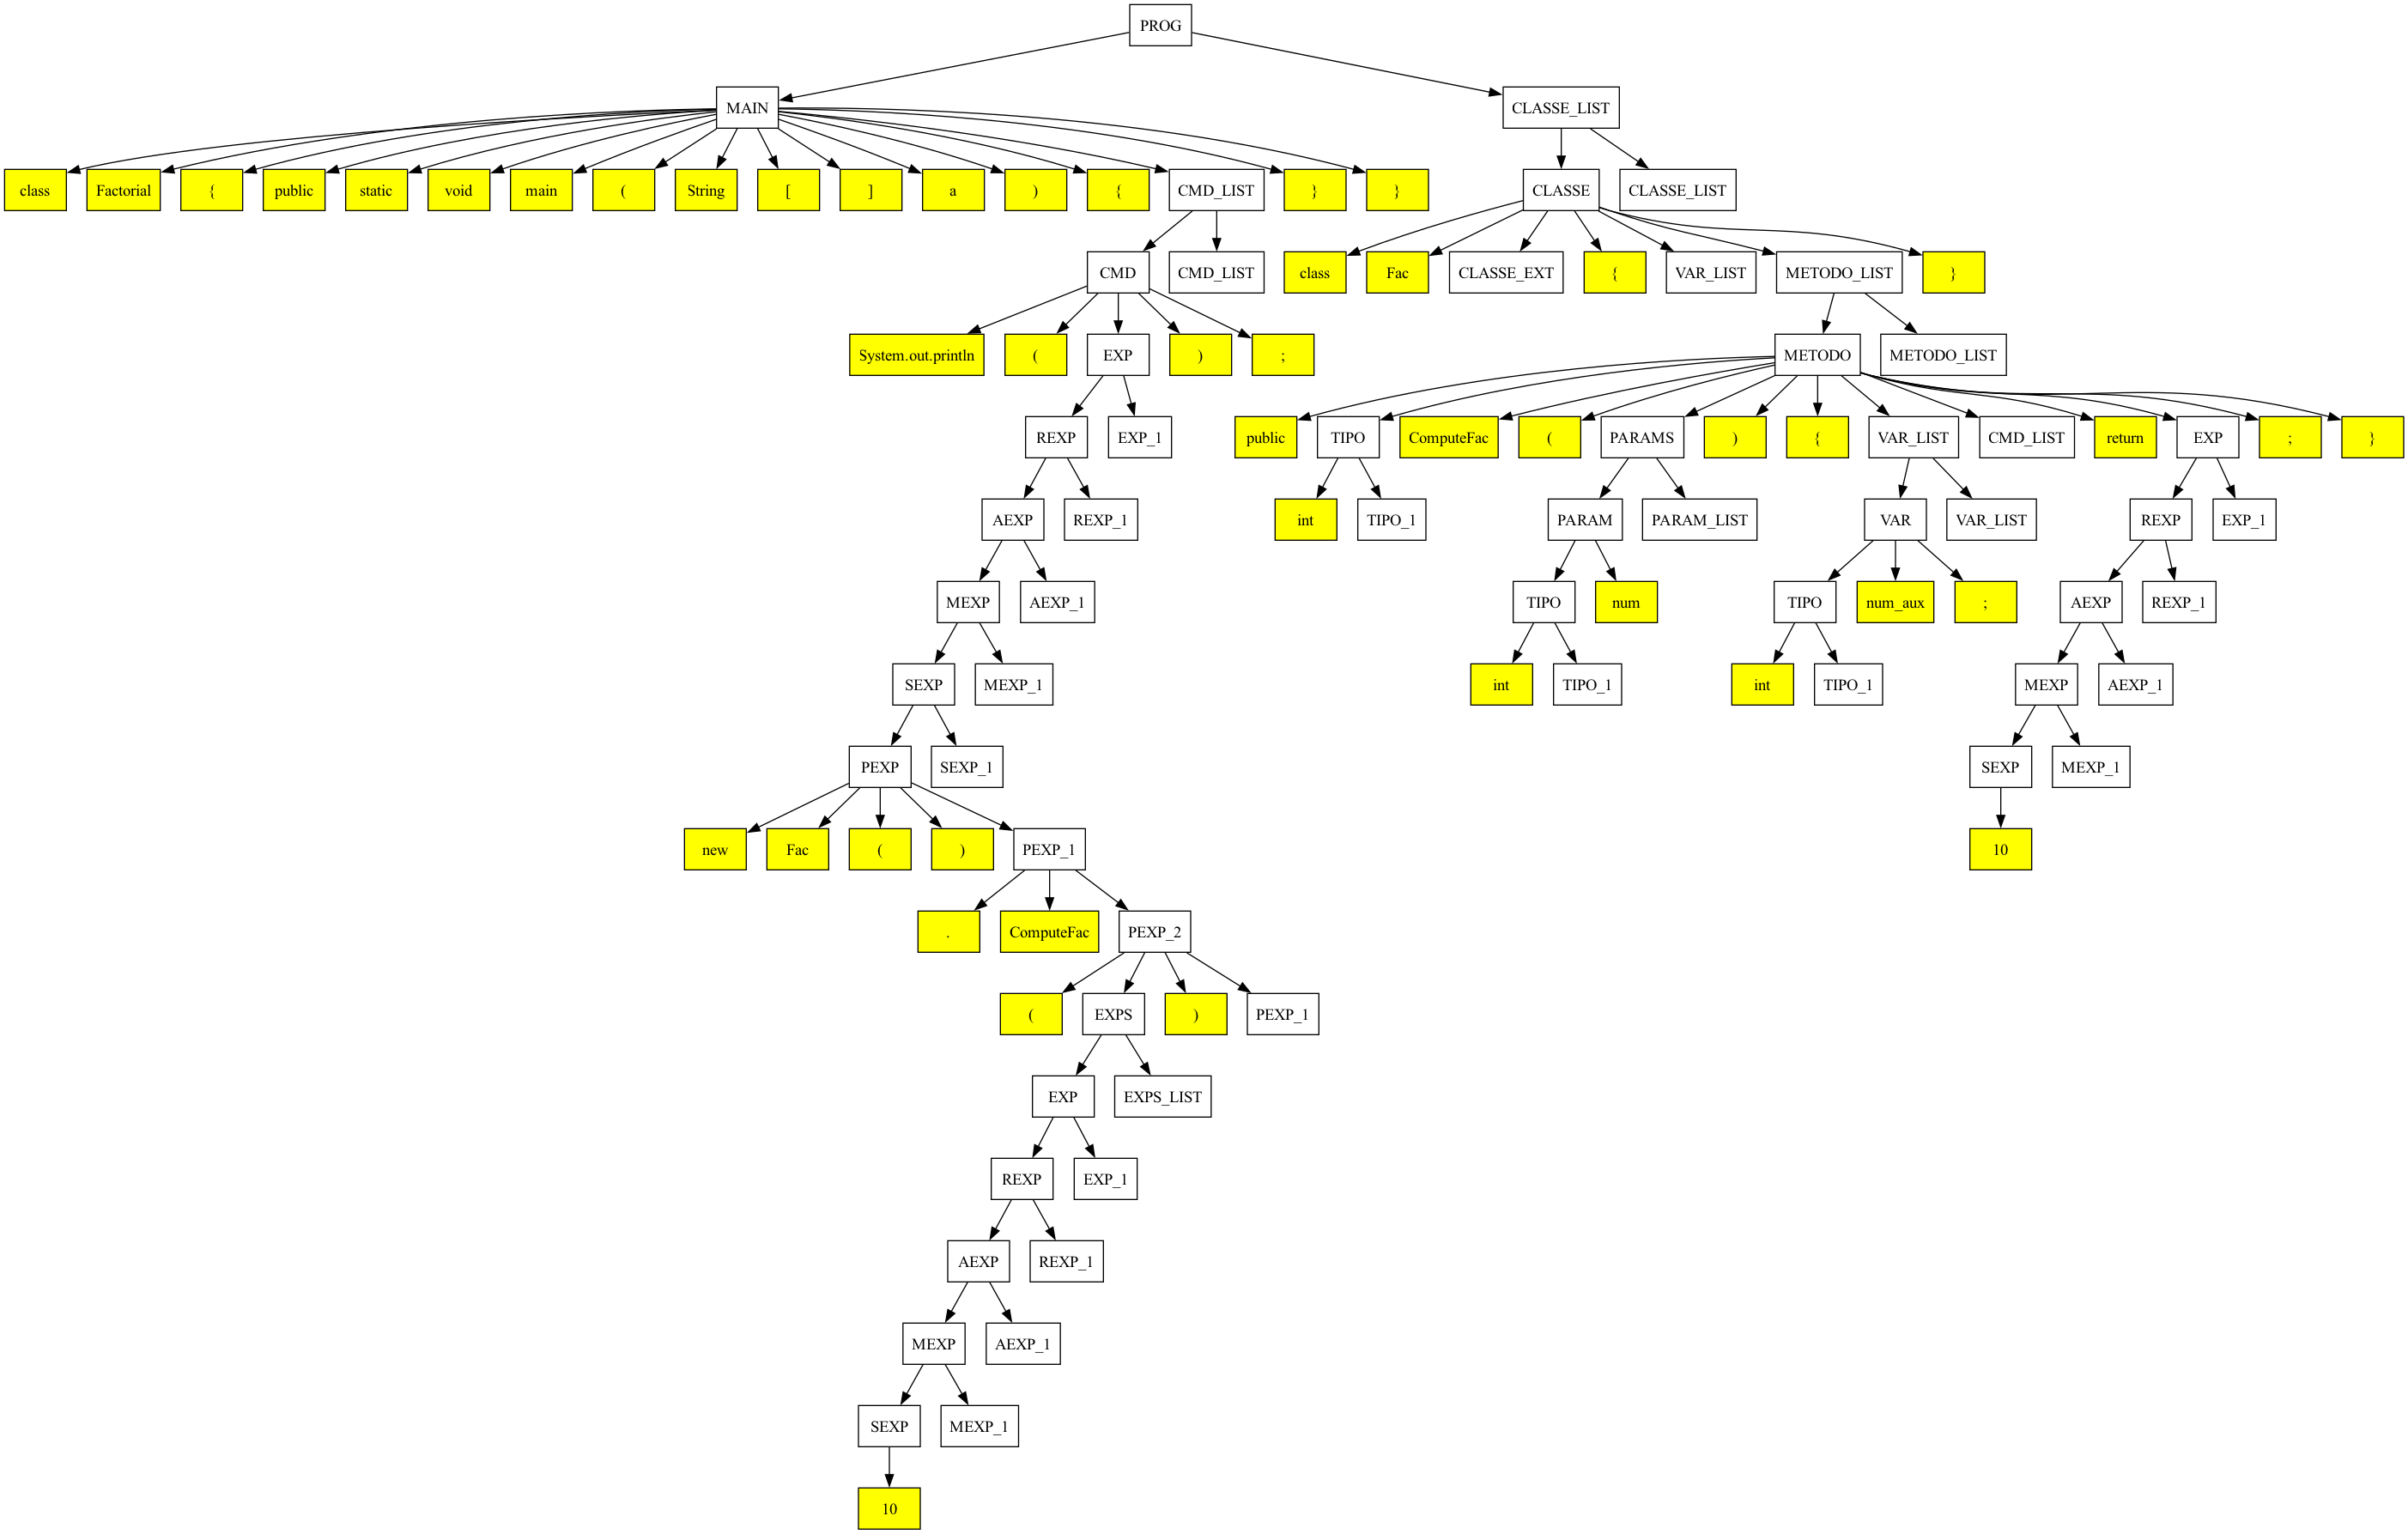 PROG
MAIN CLASSE_LIST
class Factorial { public static void main ( String [ ] a ) { CMD_LIST } } CLASSE CLASSE_LIST
CMD CMD_LIST class Fac CLASSE_EXT { VAR_LIST METODO_LIST }
System.out.println ( EXP ) ; METODO METODO_LIST
REXP EXP_1 public TIPO ComputeFac ( PARAMS ) { VAR_LIST CMD_LIST return EXP ; }
AEXP REXP_1 int TIPO_1 PARAM PARAM_LIST VAR VAR_LIST REXP EXP_1
MEXP AEXP_1 TIPO num TIPO num_aux ; AEXP REXP_1
SEXP MEXP_1 int TIPO_1 int TIPO_1 MEXP AEXP_1
PEXP SEXP_1 SEXP MEXP_1
new Fac ( ) PEXP_1 10
. ComputeFac PEXP_2
( EXPS ) PEXP_1
EXP EXPS_LIST
REXP EXP_1
AEXP REXP_1
MEXP AEXP_1
SEXP MEXP_1
10